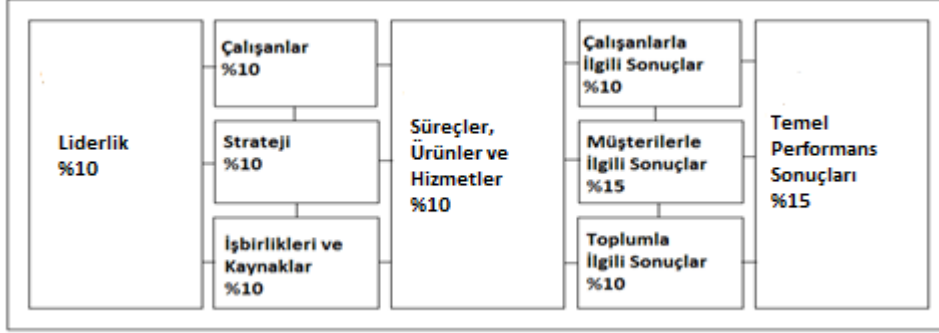 Liderlik
%10
Çalışanlar
%10
Strateji
%10
İşbirlikleri ve
Kaynaklar
%10
Süreçler,
Ürünler ve
Hizmetler
%10
Çalışanlarla
İlgili Sonuçlar
%10
Müşterilerle
İlgili Sonuçlar
%15
Toplumla
İlgili Sonuçlar
%10
Temel
Performans
Sonuçları
%15